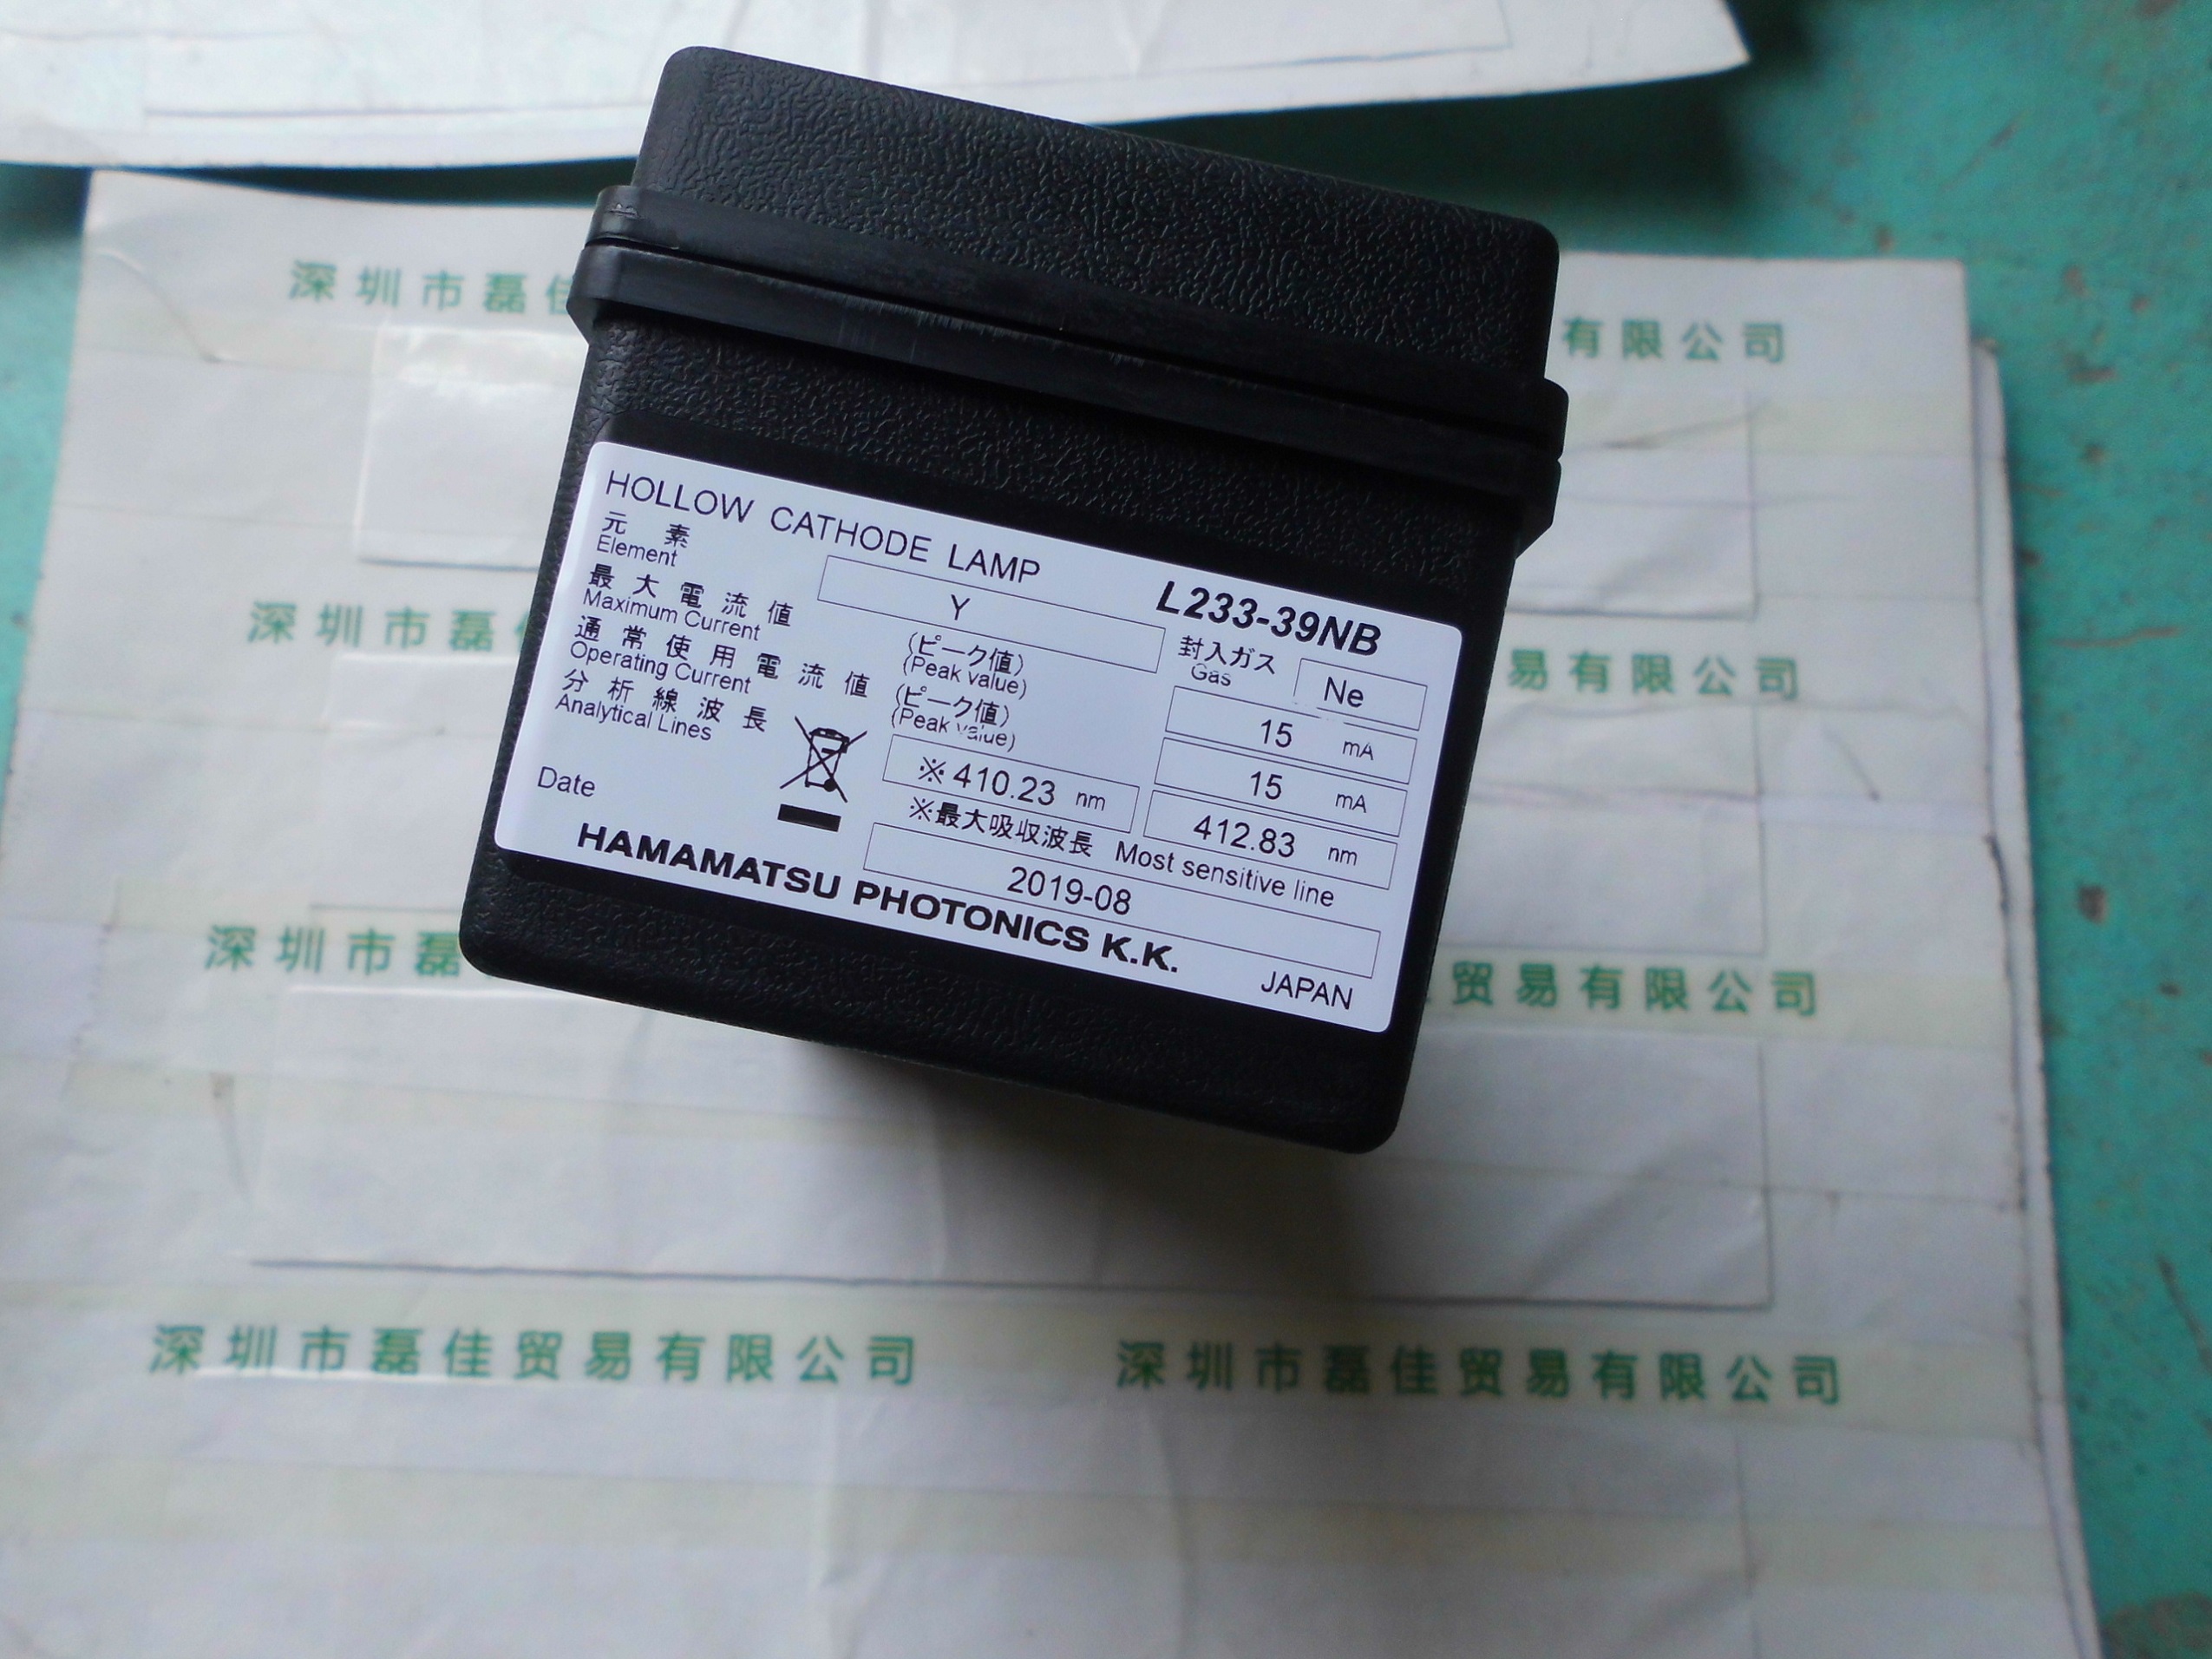 深圳市磊
有限公司
深圳市磊
易有限公司
深圳市磊
贸易有限公司
深圳市磊佳贸易有限公司
深圳市磊佳贸易有限公司
HOLLOW CATHODE LAMP L233-39NB
元素 Element Y 封入ガス Gas Ne
最大電流値 Maximum Current (ピーク値) (Peak value) 15 mA
通常使用電流値 Operating Current (ピーク値) (Peak value) 15 mA
分析線波長 Analytical Lines ※410.23 nm 412.83 nm
※最大吸収波長 Most sensitive line
Date 2019-08
HAMAMATSU PHOTONICS K.K. JAPAN